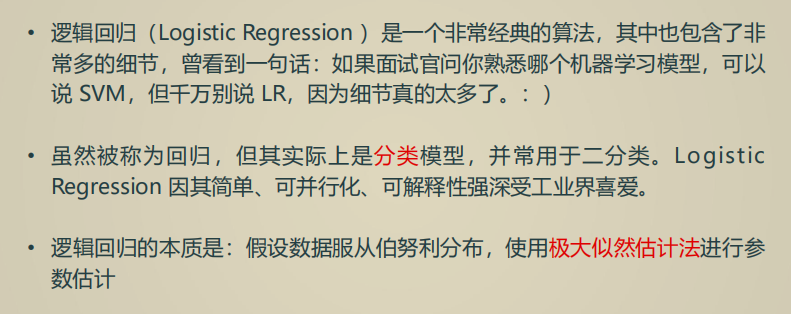 • 逻辑回归（Logistic Regression ）是一个非常经典的算法，其中也包含了非
常多的细节，曾看到一句话：如果面试官问你熟悉哪个机器学习模型，可以
说 SVM，但千万别说 LR，因为细节真的太多了。：）
• 虽然被称为回归，但其实际上是分类模型，并常用于二分类。Logistic
Regression 因其简单、可并行化、可解释性强深受工业界喜爱。
• 逻辑回归的本质是：假设数据服从伯努利分布，使用极大似然估计法进行参
数估计